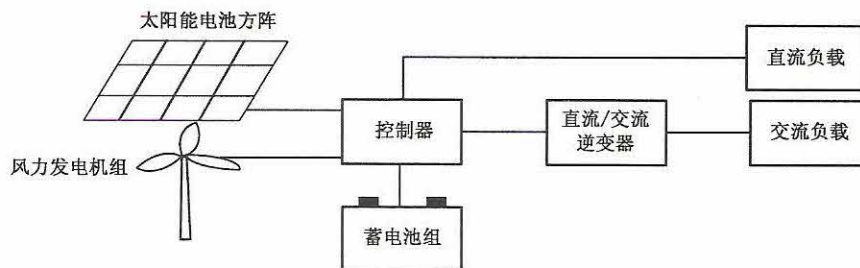 太阳能电池方阵
直流负载
控制器
直流/交流
逆变器
交流负载
风力发电机组
蓄电池组